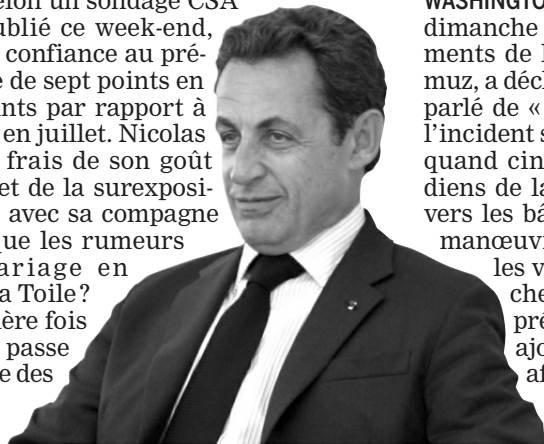 elon un sondage CSA
ublié ce week-end,
confiance au pré-
e de sept points en
ints par rapport à
en juillet. Nicolas
frais de son goût
et de la surexposi-
avec sa compagne
que les rumeurs
ariage en
a Toile ?
ère fois
passe
e des
WASHINGTO
dimanche
ments de l
muz, a décl
parlé de «
l'incident s
quand cin
diens de la
vers les bâ
manœuvr
les v
che
pré
ajo
af